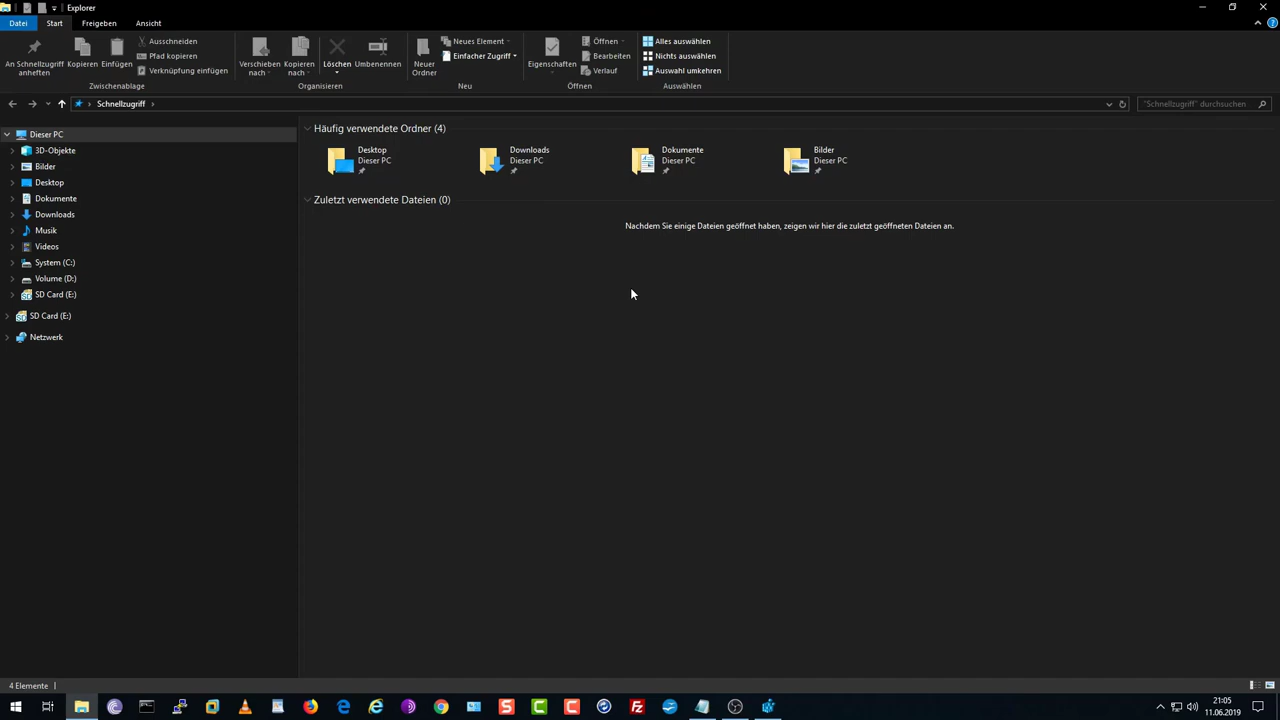 Explorer
Datei Start Freigeben Ansicht
An Schnellzugriff
anheften
Kopieren
Einfügen
Ausschneiden
Pfad kopieren
Verknüpfung einfügen
Zwischenablage
Verschieben
nach
Kopieren
nach
Löschen
Umbenennen
Organisieren
Neuer
Ordner
Neues Element
Einfacher Zugriff
Neu
Eigenschaften
Öffnen
Bearbeiten
Verlauf
Öffnen
Alles auswählen
Nichts auswählen
Auswahl umkehren
Auswählen
Schnellzugriff
"Schnellzugriff" durchsuchen
Dieser PC
3D-Objekte
Bilder
Desktop
Dokumente
Downloads
Musik
Videos
System (C:)
Volume (D:)
SD Card (E:)
SD Card (E:)
Netzwerk
Häufig verwendete Ordner (4)
Desktop
Dieser PC
Downloads
Dieser PC
Dokumente
Dieser PC
Bilder
Dieser PC
Zuletzt verwendete Dateien (0)
Nachdem Sie einige Dateien geöffnet haben, zeigen wir hier die zuletzt geöffneten Dateien an.
4 Elemente
21:05
11.06.2019